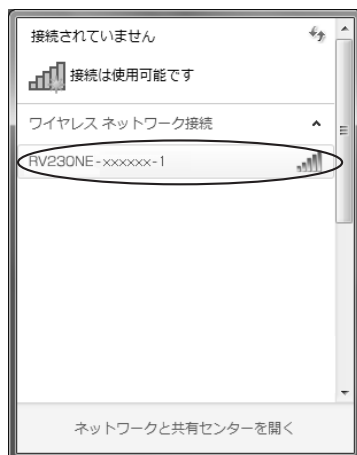 接続されていません
接続は使用可能です
ワイヤレス ネットワーク接続
RV230NE-xxxxxx-1
ネットワークと共有センターを開く